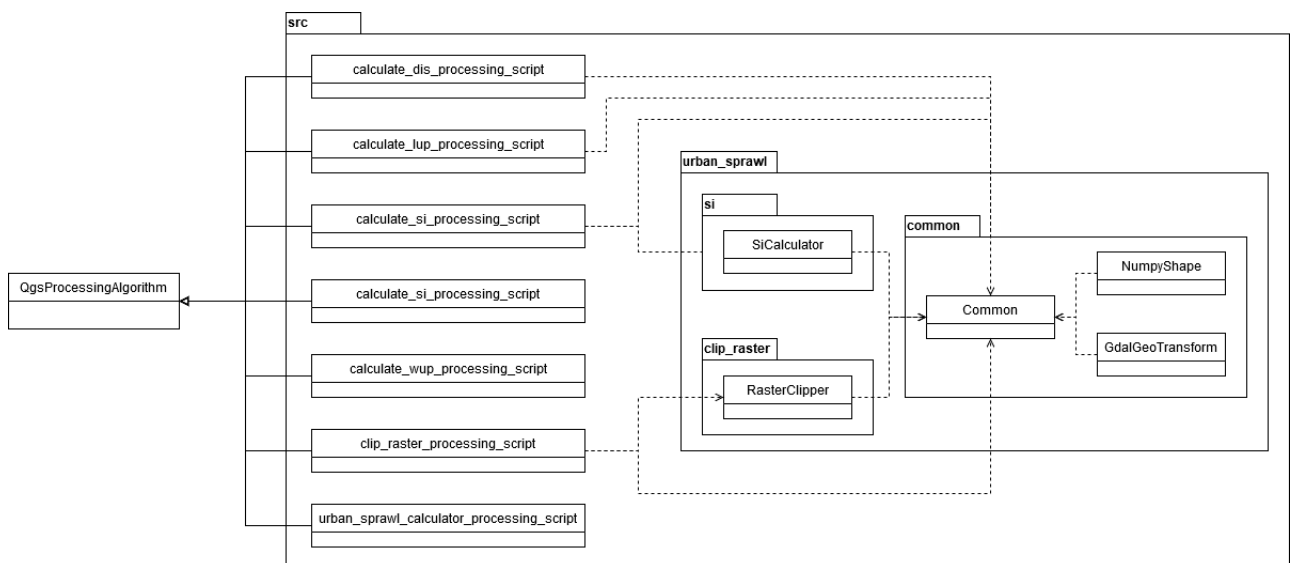 src
calculate_dis_processing_script
calculate_lup_processing_script
urban_sprawl
si
calculate_si_processing_script
common
SiCalculator
NumpyShape
QgsProcessingAlgorithm
calculate_si_processing_script
Common
clip_raster
GdalGeoTransform
calculate_wup_processing_script
RasterClipper
clip_raster_processing_script
urban_sprawl_calculator_processing_script